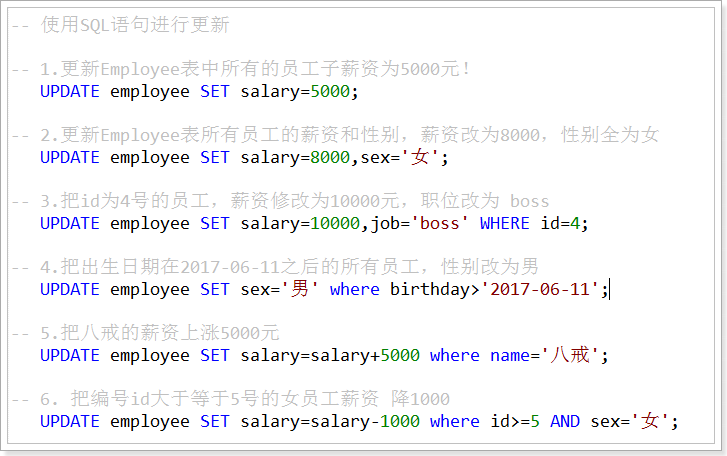 -- 使用SQL语句进行更新
-- 1.更新Employee表中所有的员工子薪资为5000元!
UPDATE employee SET salary=5000;
-- 2.更新Employee表所有员工的薪资和性别，薪资改为8000，性别全为女
UPDATE employee SET salary=8000,sex='女';
-- 3.把id为4号的员工，薪资修改为10000元，职位改为 boss
UPDATE employee SET salary=10000,job='boss' WHERE id=4;
-- 4.把出生日期在2017-06-11之后的所有员工，性别改为男
UPDATE employee SET sex='男' where birthday>'2017-06-11';
-- 5.把八戒的薪资上涨5000元
UPDATE employee SET salary=salary+5000 where name='八戒';
-- 6. 把编号id大于等于5号的女员工薪资 降1000
UPDATE employee SET salary=salary-1000 where id>=5 AND sex='女';